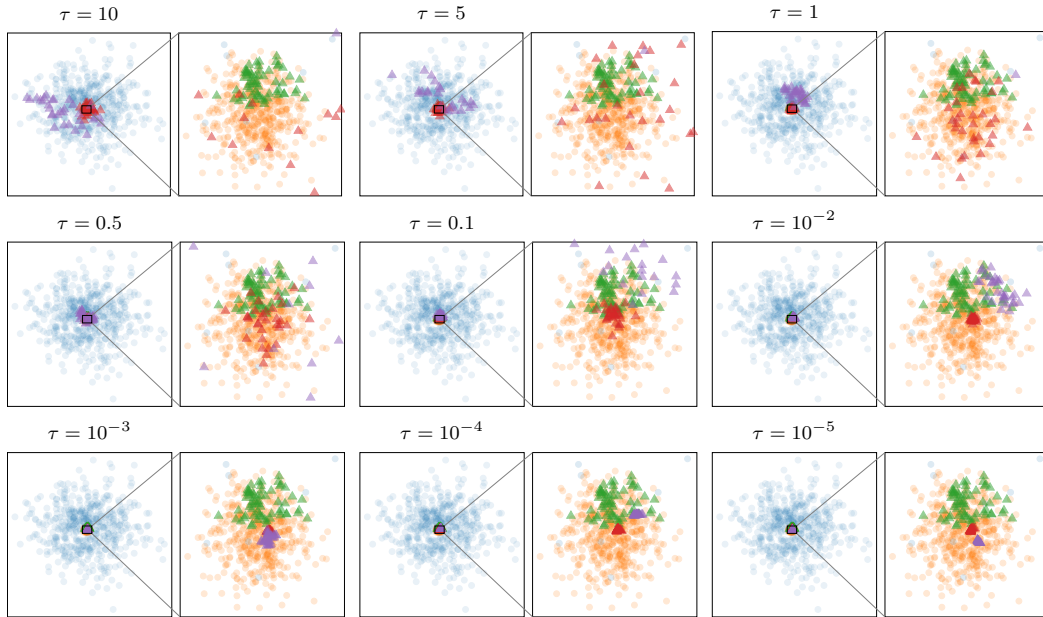 τ = 10
τ = 5
τ = 1
τ = 0.5
τ = 0.1
τ = 10⁻²
τ = 10⁻³
τ = 10⁻⁴
τ = 10⁻⁵